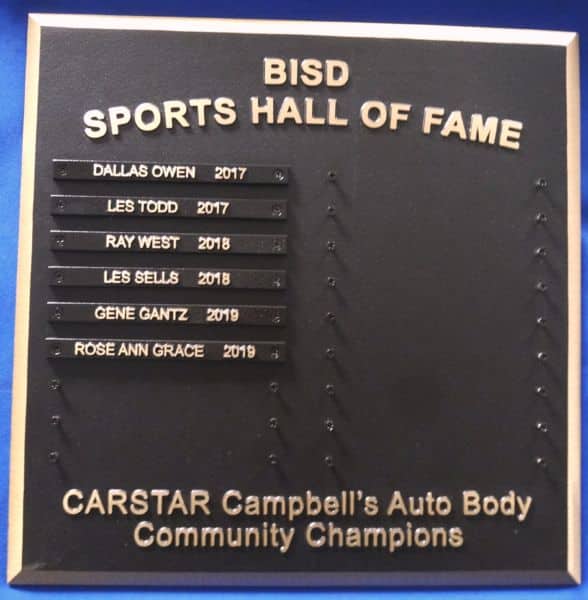 BISD
SPORTS HALL OF FAME
DALLAS OWEN 2017
LES TODD 2017
RAY WEST 2018
LES SELLS 2018
GENE GANTZ 2019
ROSE ANN GRACE 2019
CARSTAR Campbell's Auto Body
Community Champions